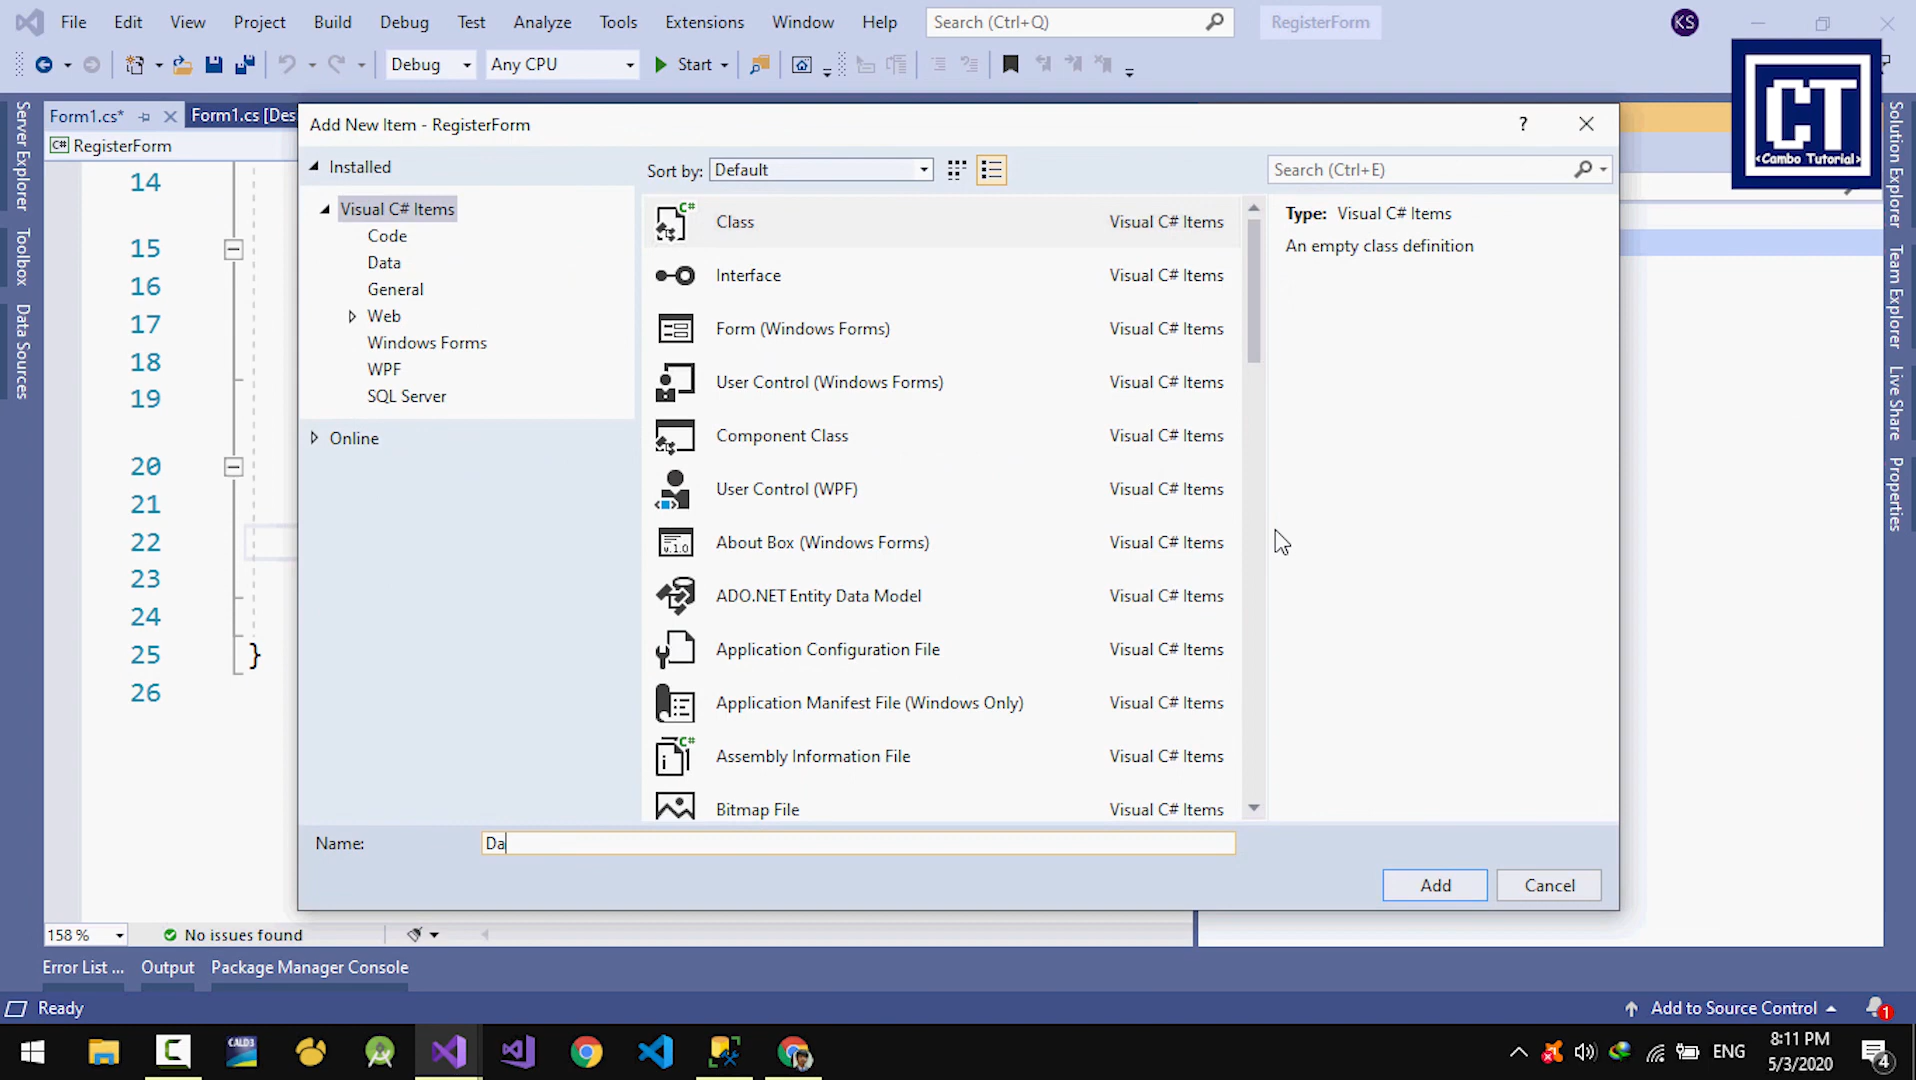 File Edit View Project Build Debug Test Analyze Tools Extensions Window Help Search (Ctrl+Q) RegisterForm KS
Debug Any CPU Start
CT
<Cambo Tutorial>
Form1.cs* Form1.cs [Des
RegisterForm
Server Explorer
Toolbox
Data Sources
Solution Explorer
Team Explorer
Live Share
Properties
14
15
16
17
18
19
20
21
22
23
24
25 }
26
Add New Item - RegisterForm ?
Installed
Sort by: Default
Search (Ctrl+E)
Visual C# Items
Code
Data
General
Web
Windows Forms
WPF
SQL Server
Online
Class Visual C# Items
Interface Visual C# Items
Form (Windows Forms) Visual C# Items
User Control (Windows Forms) Visual C# Items
Component Class Visual C# Items
User Control (WPF) Visual C# Items
About Box (Windows Forms) Visual C# Items
ADO.NET Entity Data Model Visual C# Items
Application Configuration File Visual C# Items
Application Manifest File (Windows Only) Visual C# Items
Assembly Information File Visual C# Items
Bitmap File Visual C# Items
Type: Visual C# Items
An empty class definition
Name: Da
Add Cancel
158 % No issues found
Error List ... Output Package Manager Console
Ready Add to Source Control 1
CALD3
ENG
8:11 PM
5/3/2020
4